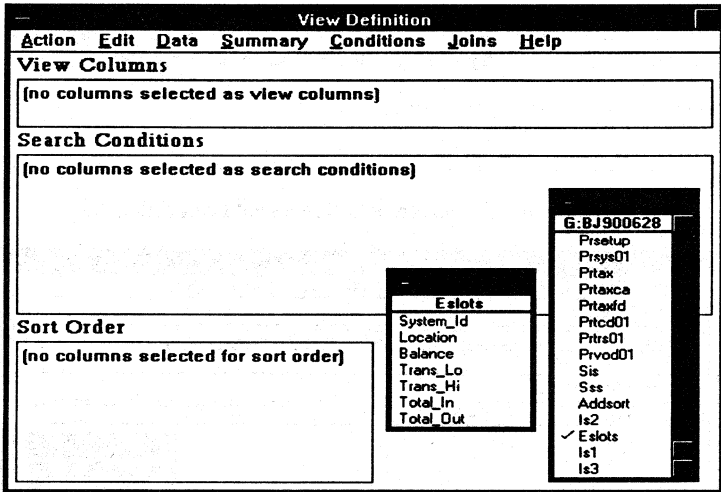 View Definition
Action Edit Data Summary Conditions Joins Help
View Columns
(no columns selected as view columns)
Search Conditions
(no columns selected as search conditions)
Sort Order
(no columns selected for sort order)
Eslots
System_Id
Location
Balance
Trans_Lo
Trans_Hi
Total_In
Total_Out
G:BJ900628
Prsetup
Prsys01
Prtax
Prtaxca
Prtaxfd
Prtcd01
Prtrs01
Prvod01
Sis
Sss
Addsort
Is2
✓ Eslots
Is1
Is3